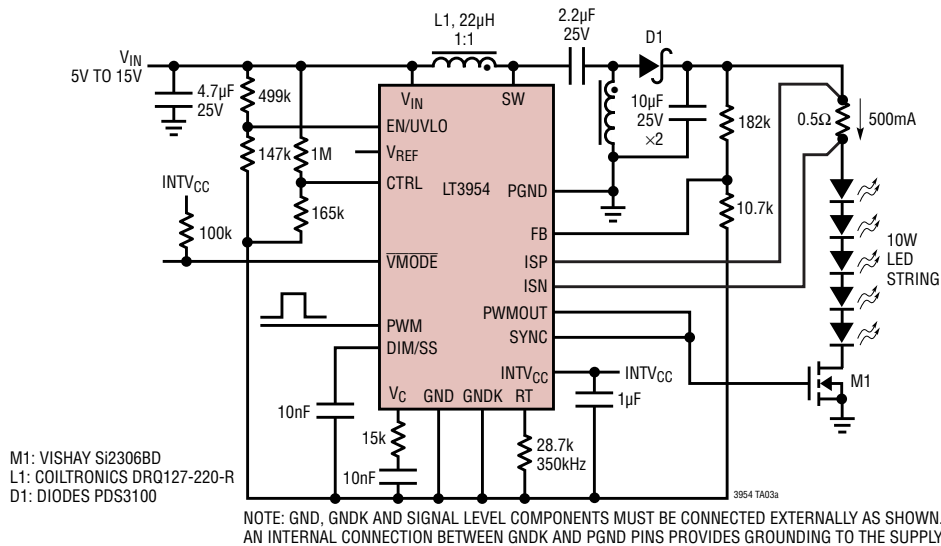 L1, 22µH
1:1
2.2µF
25V
D1
VIN
5V TO 15V
4.7µF
25V
499k
VIN
SW
10µF
25V
×2
182k
0.5Ω
500mA
EN/UVLO
147k
1M
VREF
INTVCC
CTRL
LT3954
PGND
165k
10.7k
100k
FB
10W
LED
STRING
VMODE
ISP
ISN
PWMOUT
PWM
SYNC
DIM/SS
INTVCC
INTVCC
M1
VC
GND
GNDK
RT
1µF
10nF
15k
28.7k
350kHz
10nF
M1: VISHAY Si2306BD
L1: COILTRONICS DRQ127-220-R
D1: DIODES PDS3100
3954 TA03a
NOTE: GND, GNDK AND SIGNAL LEVEL COMPONENTS MUST BE CONNECTED EXTERNALLY AS SHOWN.
AN INTERNAL CONNECTION BETWEEN GNDK AND PGND PINS PROVIDES GROUNDING TO THE SUPPLY